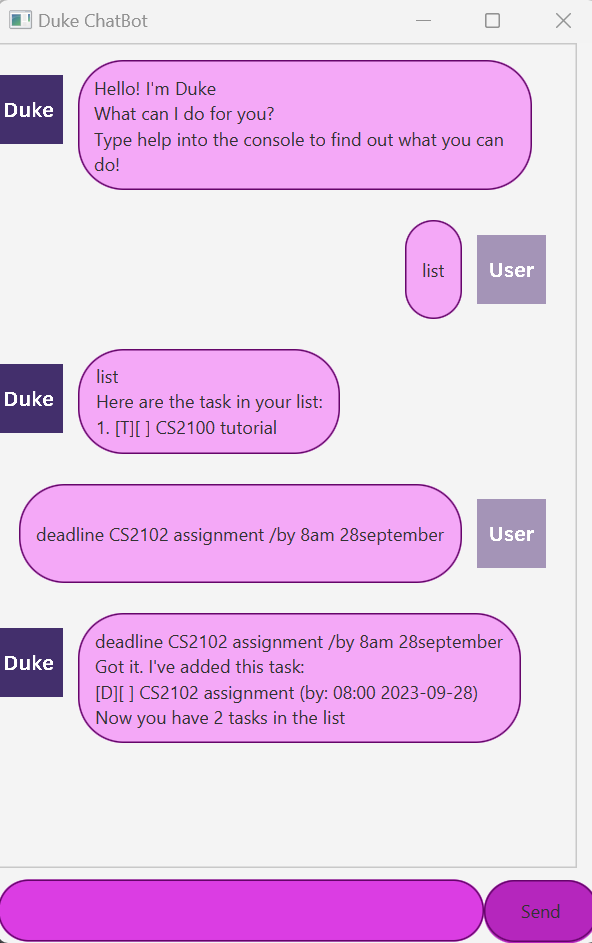 Duke ChatBot
Duke
Hello! I'm Duke
What can I do for you?
Type help into the console to find out what you can
do!
list
User
Duke
list
Here are the task in your list:
1. [T][ ] CS2100 tutorial
deadline CS2102 assignment /by 8am 28september
User
Duke
deadline CS2102 assignment /by 8am 28september
Got it. I've added this task:
[D][ ] CS2102 assignment (by: 08:00 2023-09-28)
Now you have 2 tasks in the list
Send